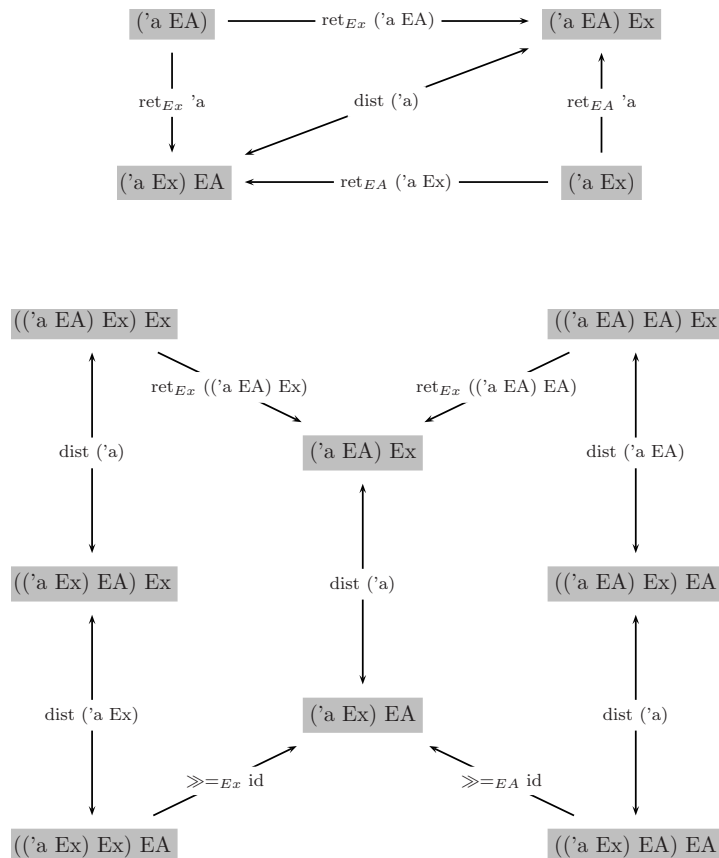 ('a EA) ret_Ex ('a EA) ('a EA) Ex
ret_Ex 'a dist ('a) ret_EA 'a
('a Ex) EA ret_EA ('a Ex) ('a Ex)
(('a EA) Ex) Ex (('a EA) EA) Ex
ret_Ex (('a EA) Ex) ret_Ex (('a EA) EA)
dist ('a) ('a EA) Ex dist ('a EA)
(('a Ex) EA) Ex dist ('a) (('a EA) Ex) EA
dist ('a Ex) ('a Ex) EA dist ('a)
≫=_Ex id ≫=_EA id
(('a Ex) Ex) EA (('a Ex) EA) EA